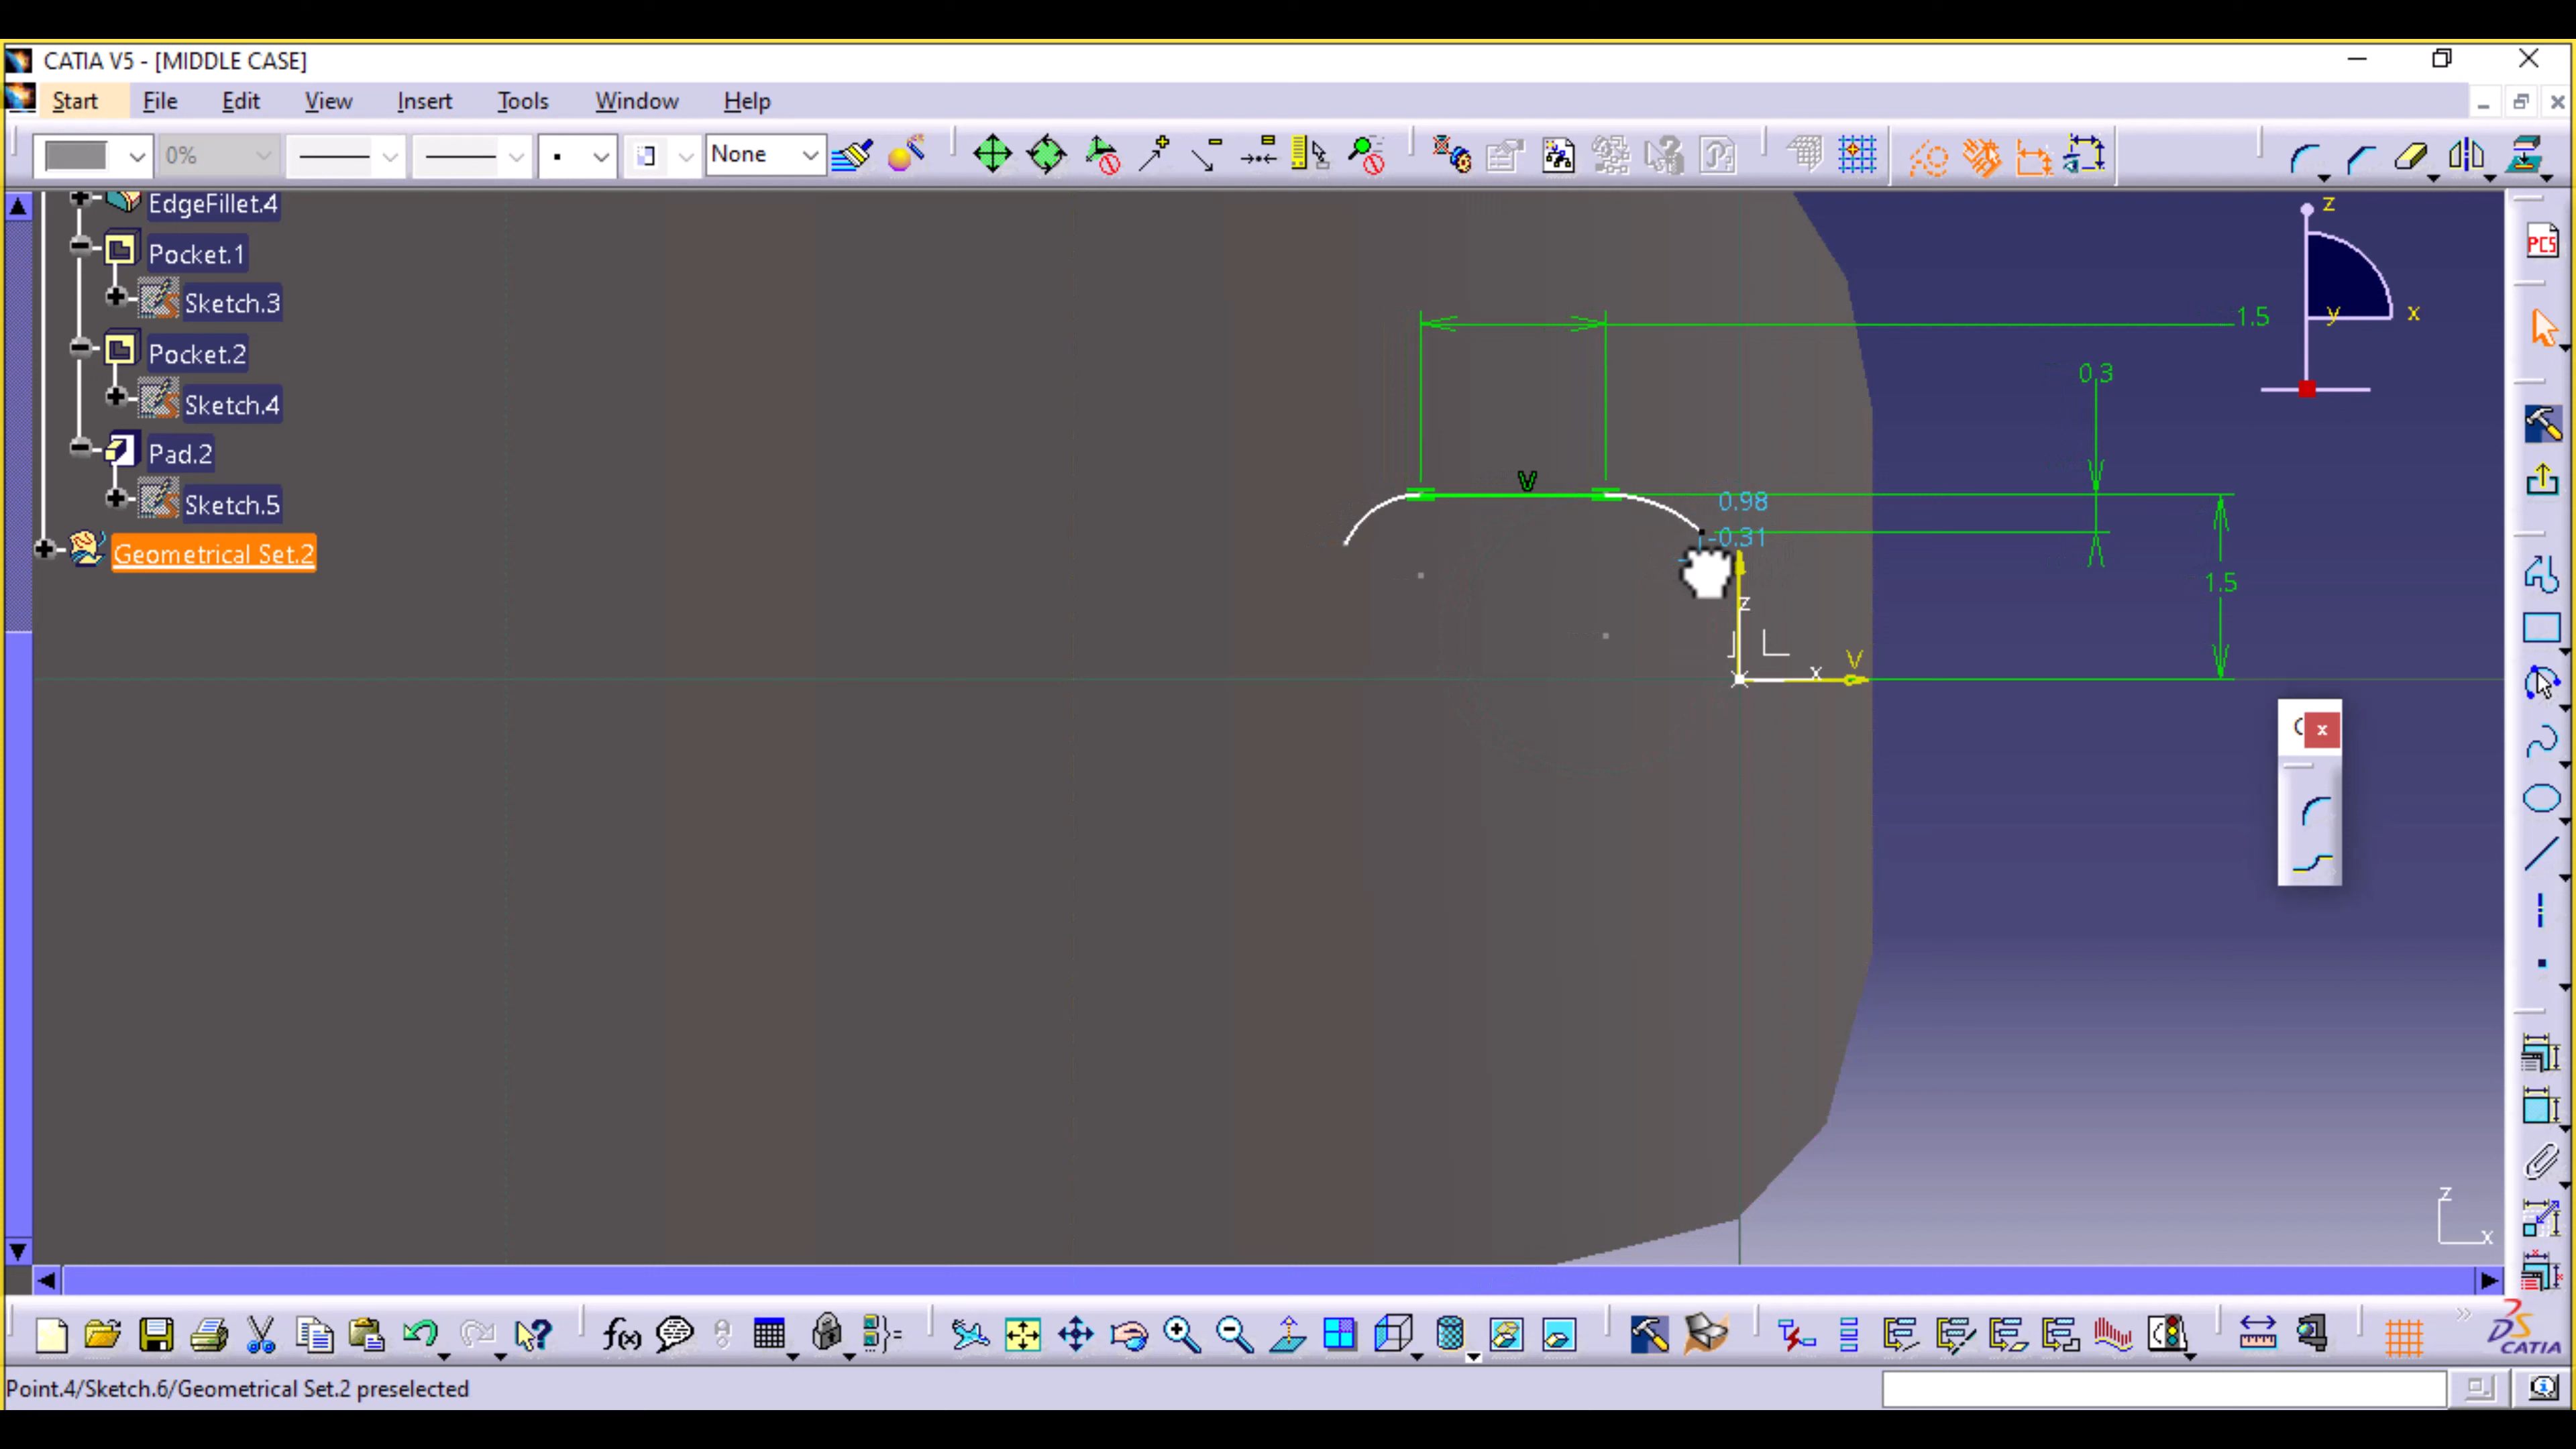 CATIA V5 - [MIDDLE CASE]
Start File Edit View Insert Tools Window Help
0% None
EdgeFillet.4
Pocket.1
Sketch.3
Pocket.2
Sketch.4
Pad.2
Sketch.5
Geometrical Set.2
z
y x
PCS
1.5
0.3
V
0.98
-0.31
1.5
z
V
x
C x
z
x
f(x)
CATIA
Point.4/Sketch.6/Geometrical Set.2 preselected